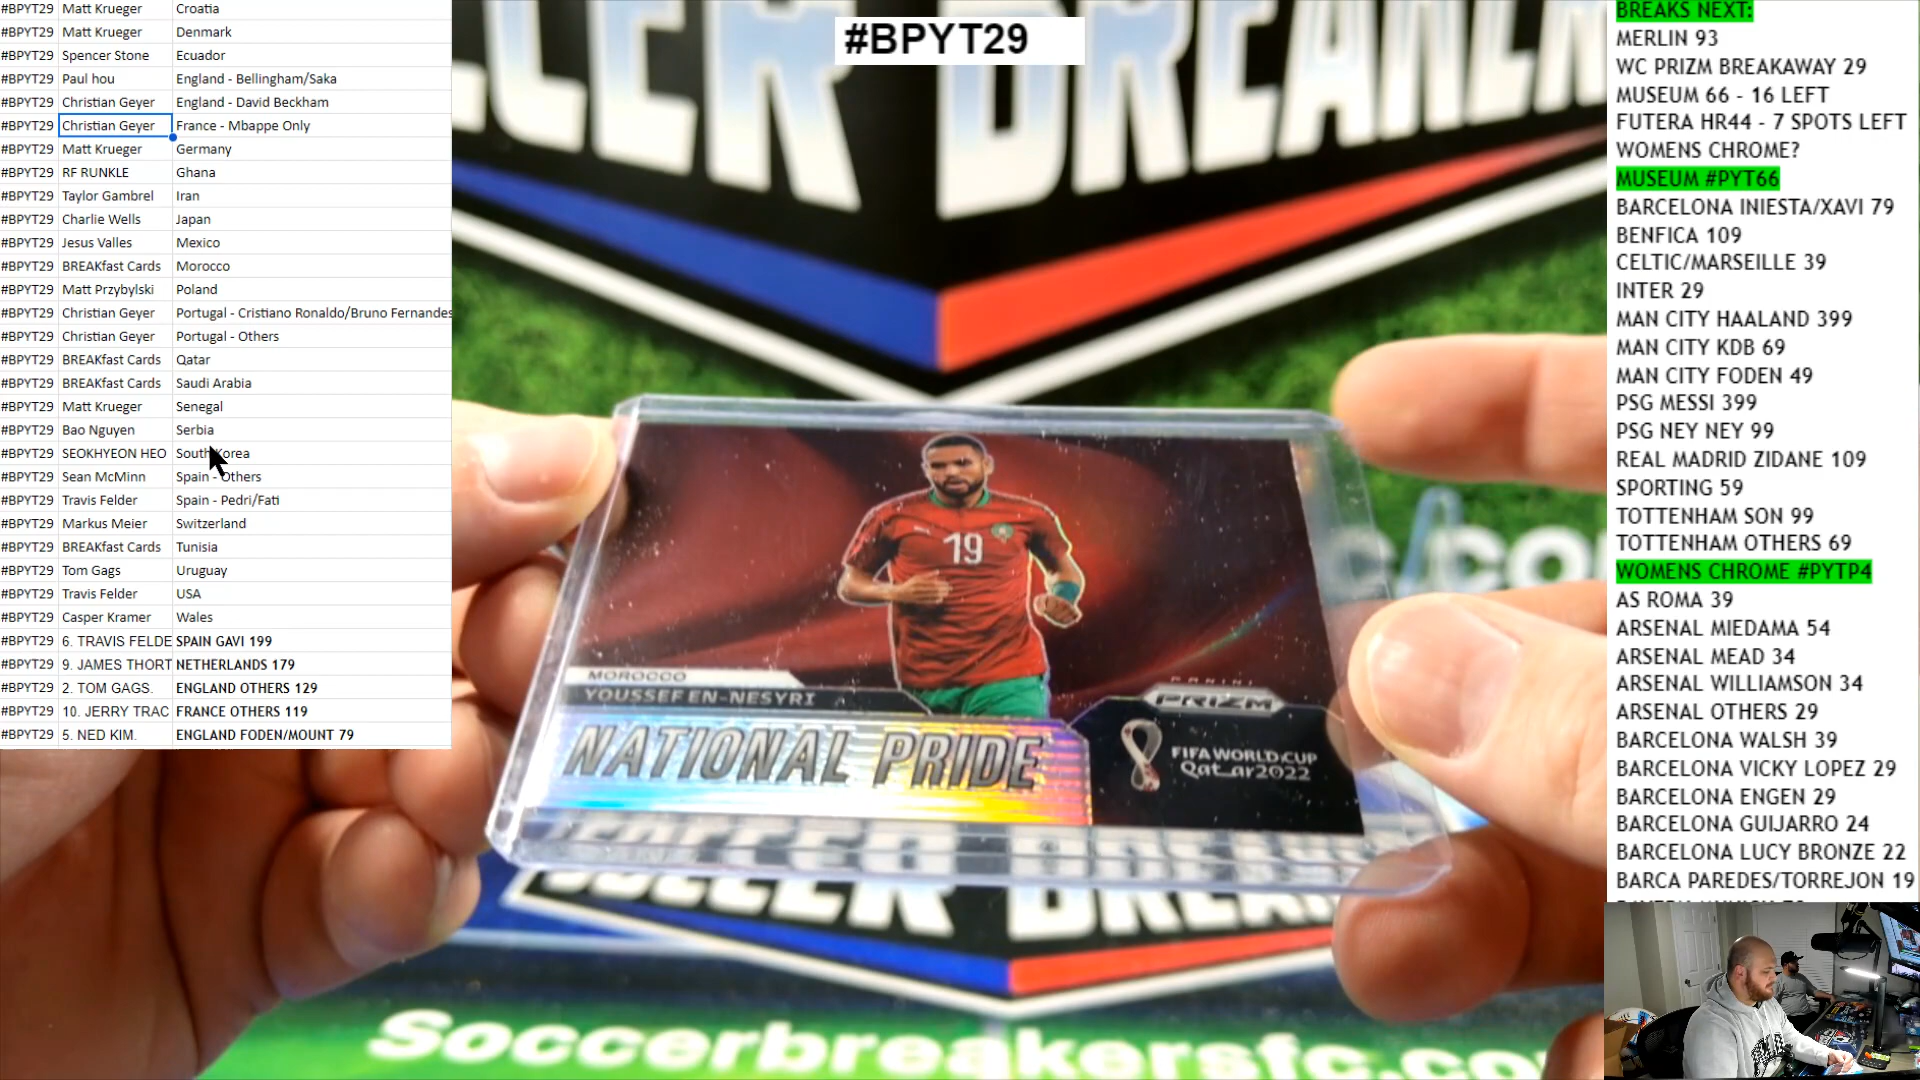 #BPYT29 Matt Krueger Croatia
#BPYT29 Matt Krueger Denmark
#BPYT29 Spencer Stone Ecuador
#BPYT29 Paul hou England - Bellingham/Saka
#BPYT29 Christian Geyer England - David Beckham
#BPYT29 Christian Geyer France - Mbappe Only
#BPYT29 Matt Krueger Germany
#BPYT29 RF RUNKLE Ghana
#BPYT29 Taylor Gambrel Iran
#BPYT29 Charlie Wells Japan
#BPYT29 Jesus Valles Mexico
#BPYT29 BREAKfast Cards Morocco
#BPYT29 Matt Przybylski Poland
#BPYT29 Christian Geyer Portugal - Cristiano Ronaldo/Bruno Fernandes
#BPYT29 Christian Geyer Portugal - Others
#BPYT29 BREAKfast Cards Qatar
#BPYT29 BREAKfast Cards Saudi Arabia
#BPYT29 Matt Krueger Senegal
#BPYT29 Bao Nguyen Serbia
#BPYT29 SEOKHYEON HEO South Korea
#BPYT29 Sean McMinn Spain - Others
#BPYT29 Travis Felder Spain - Pedri/Fati
#BPYT29 Markus Meier Switzerland
#BPYT29 BREAKfast Cards Tunisia
#BPYT29 Tom Gags Uruguay
#BPYT29 Travis Felder USA
#BPYT29 Casper Kramer Wales
#BPYT29 6. TRAVIS FELDE SPAIN GAVI 199
#BPYT29 9. JAMES THORT NETHERLANDS 179
#BPYT29 2. TOM GAGS. ENGLAND OTHERS 129
#BPYT29 10. JERRY TRAC FRANCE OTHERS 119
#BPYT29 5. NED KIM. ENGLAND FODEN/MOUNT 79
#BPYT29
19
MOROCCO
YOUSSEF EN-NESYRI
NATIONAL PRIDE
PANINI
PRIZM
FIFA WORLD CUP
Qatar2022
SOCCER BREAKE
Soccerbreakersfc.co
BREAKS NEXT:
MERLIN 93
WC PRIZM BREAKAWAY 29
MUSEUM 66 - 16 LEFT
FUTERA HR44 - 7 SPOTS LEFT
WOMENS CHROME?
MUSEUM #PYT66
BARCELONA INIESTA/XAVI 79
BENFICA 109
CELTIC/MARSEILLE 39
INTER 29
MAN CITY HAALAND 399
MAN CITY KDB 69
MAN CITY FODEN 49
PSG MESSI 399
PSG NEY NEY 99
REAL MADRID ZIDANE 109
SPORTING 59
TOTTENHAM SON 99
TOTTENHAM OTHERS 69
WOMENS CHROME #PYTP4
AS ROMA 39
ARSENAL MIEDAMA 54
ARSENAL MEAD 34
ARSENAL WILLIAMSON 34
ARSENAL OTHERS 29
BARCELONA WALSH 39
BARCELONA VICKY LOPEZ 29
BARCELONA ENGEN 29
BARCELONA GUIJARRO 24
BARCELONA LUCY BRONZE 22
BARCA PAREDES/TORREJON 19